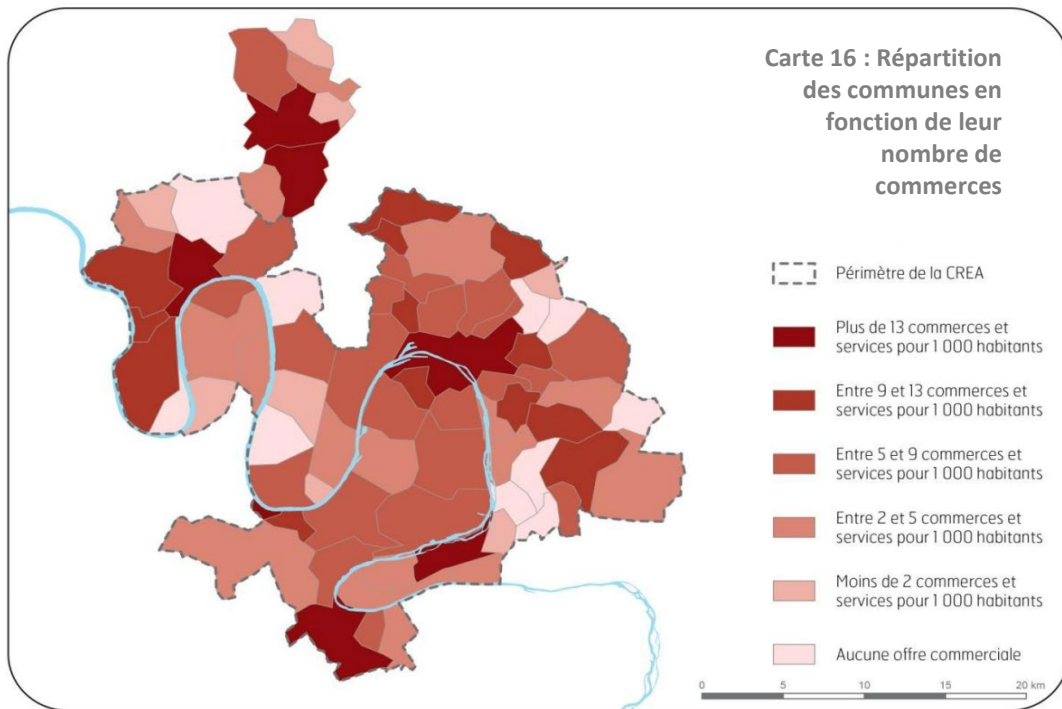 Carte 16 : Répartition
des communes en
fonction de leur
nombre de
commerces
Périmètre de la CREA
Plus de 13 commerces et
services pour 1 000 habitants
Entre 9 et 13 commerces et
services pour 1 000 habitants
Entre 5 et 9 commerces et
services pour 1 000 habitants
Entre 2 et 5 commerces et
services pour 1 000 habitants
Moins de 2 commerces et
services pour 1 000 habitants
Aucune offre commerciale
0 5 10 15 20 km